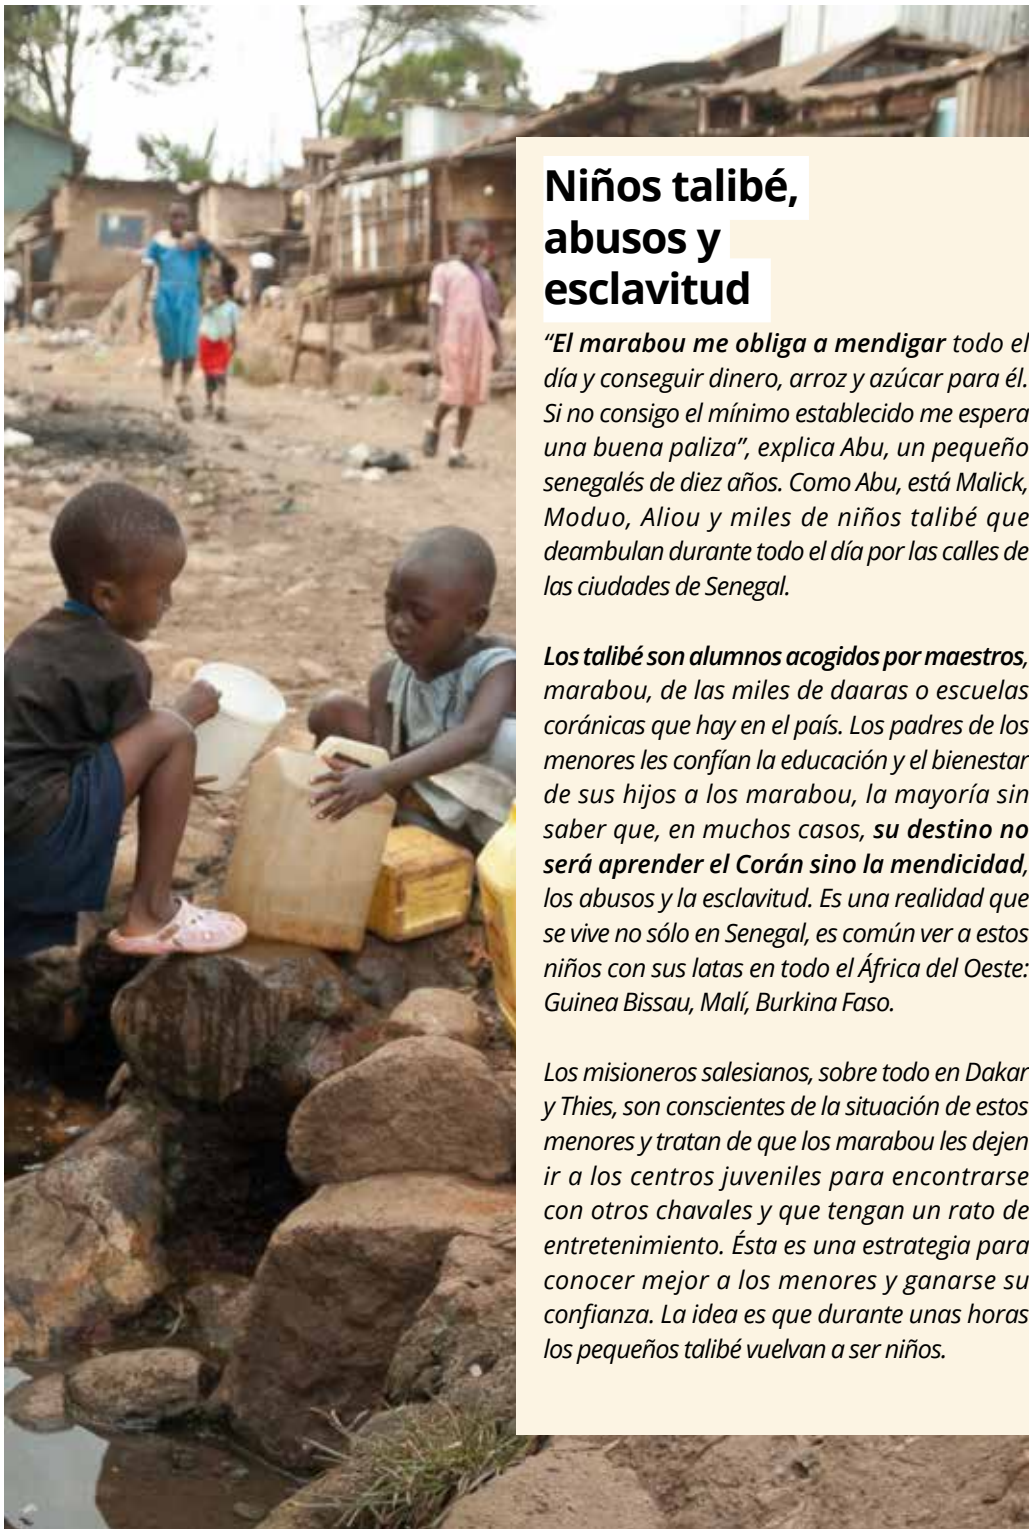 Niños talibé,
abusos y
esclavitud
“El marabou me obliga a mendigar todo el
día y conseguir dinero, arroz y azúcar para él.
Si no consigo el mínimo establecido me espera
una buena paliza”, explica Abu, un pequeño
senegalés de diez años. Como Abu, está Malick,
Moduo, Aliou y miles de niños talibé que
deambulan durante todo el día por las calles de
las ciudades de Senegal.
Los talibé son alumnos acogidos por maestros,
marabou, de las miles de daaras o escuelas
coránicas que hay en el país. Los padres de los
menores les confían la educación y el bienestar
de sus hijos a los marabou, la mayoría sin
saber que, en muchos casos, su destino no
será aprender el Corán sino la mendicidad,
los abusos y la esclavitud. Es una realidad que
se vive no sólo en Senegal, es común ver a estos
niños con sus latas en todo el África del Oeste:
Guinea Bissau, Malí, Burkina Faso.
Los misioneros salesianos, sobre todo en Dakar
y Thies, son conscientes de la situación de estos
menores y tratan de que los marabou les dejen
ir a los centros juveniles para encontrarse
con otros chavales y que tengan un rato de
entretenimiento. Ésta es una estrategia para
conocer mejor a los menores y ganarse su
confianza. La idea es que durante unas horas
los pequeños talibé vuelvan a ser niños.